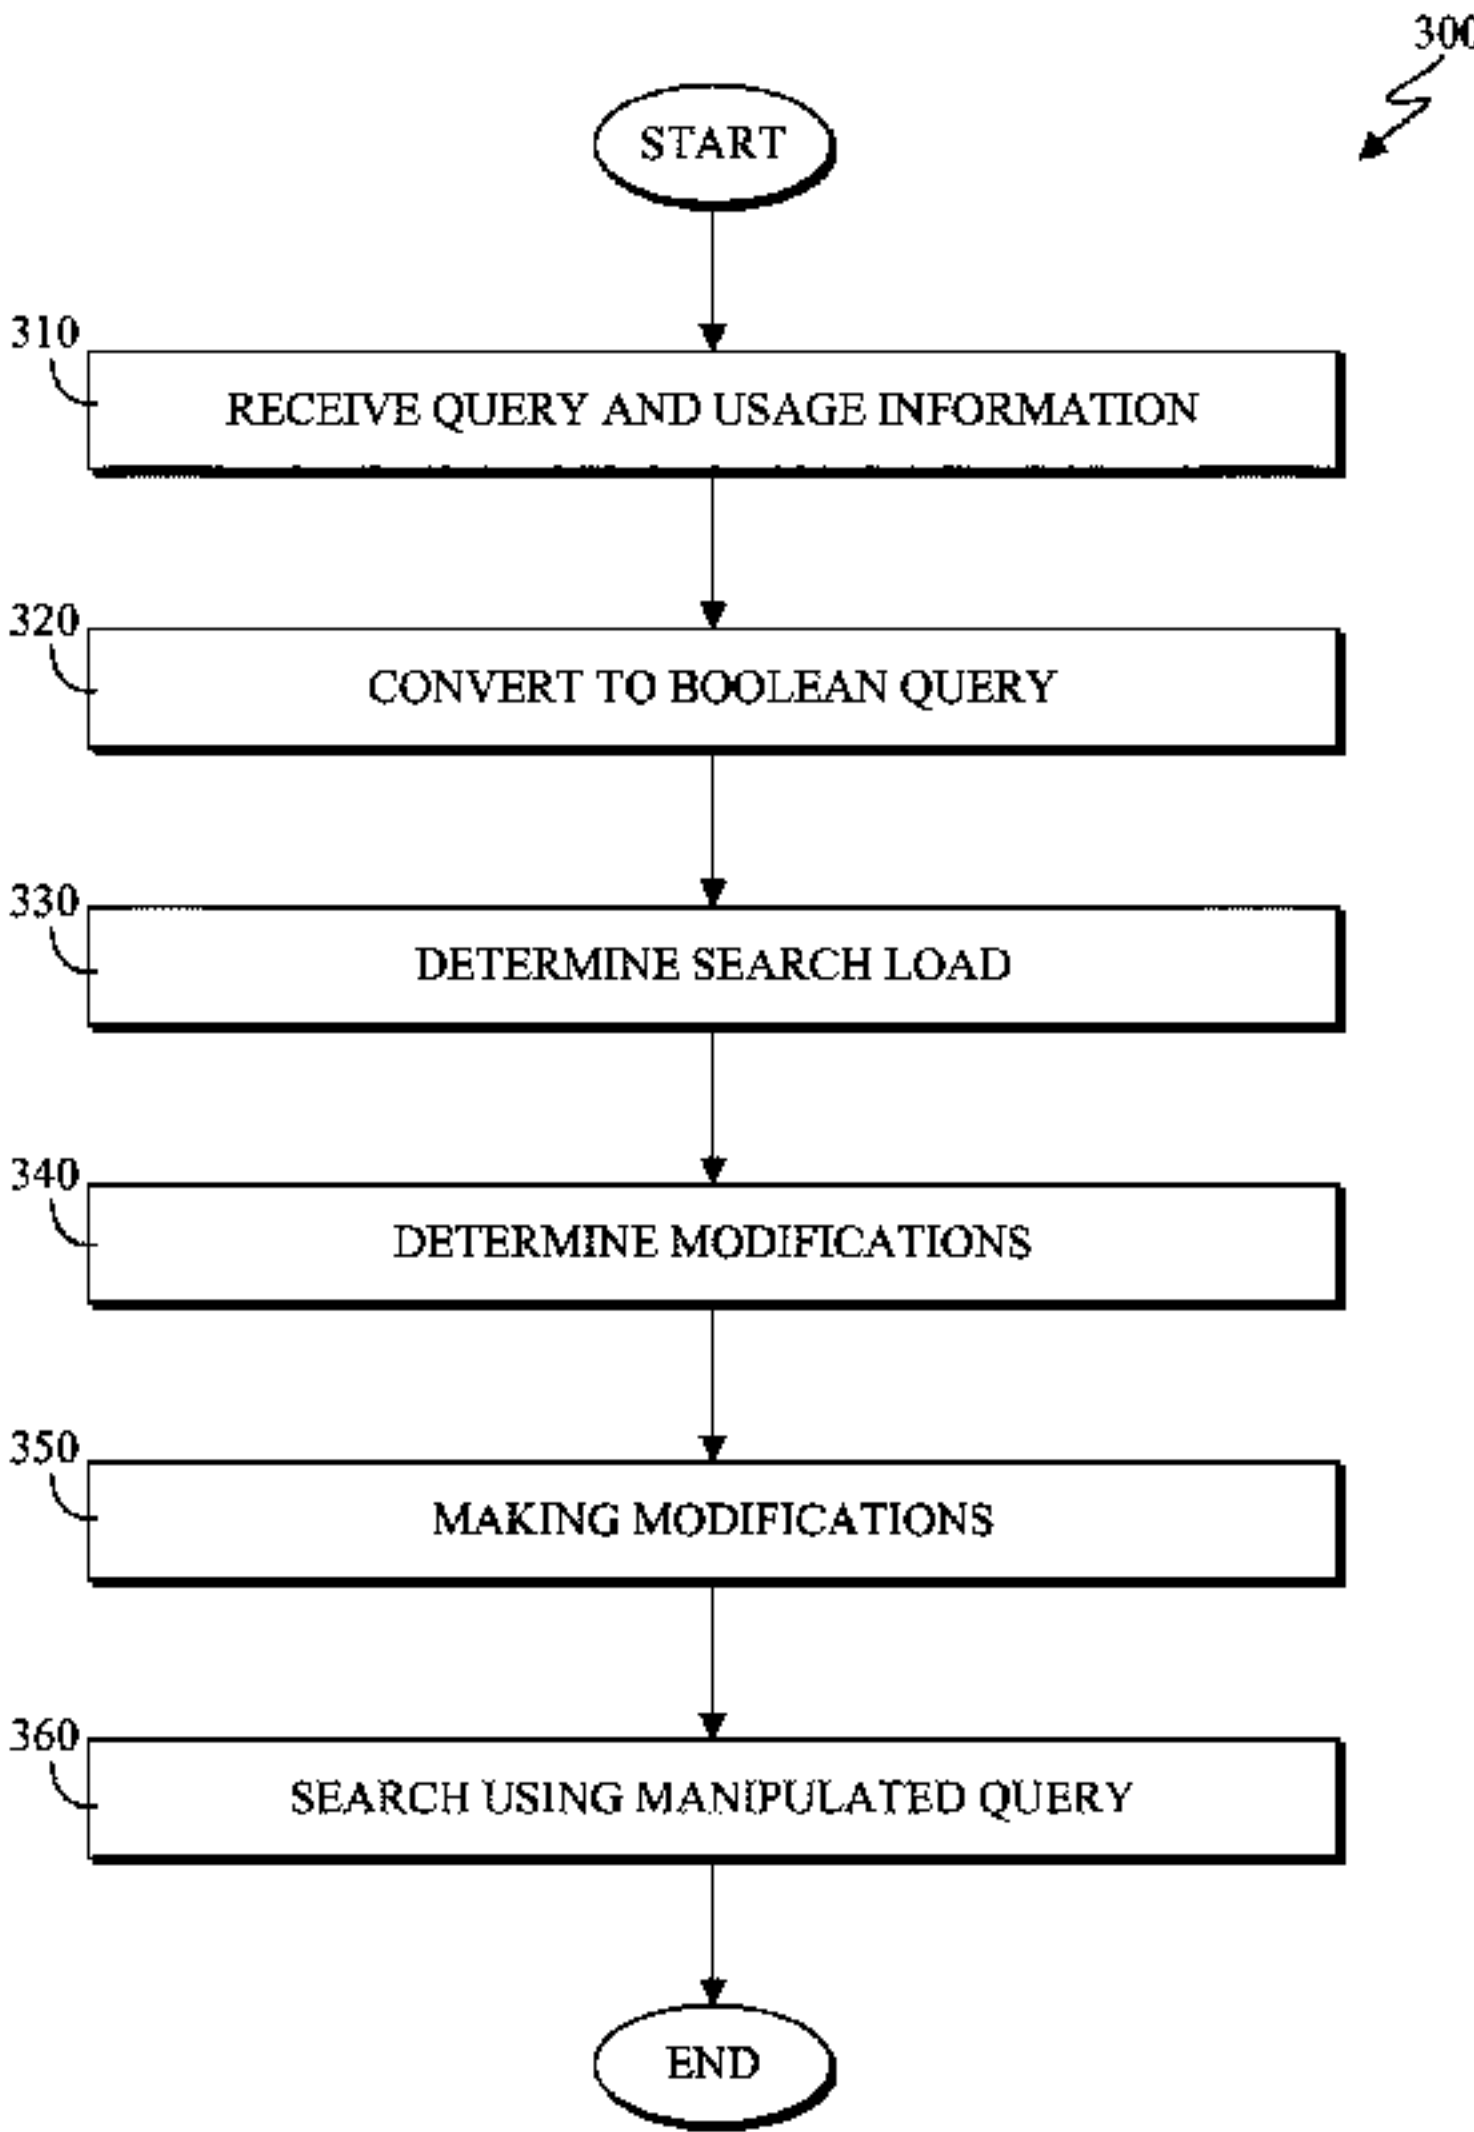 300
START
310
RECEIVE QUERY AND USAGE INFORMATION
320
CONVERT TO BOOLEAN QUERY
330
DETERMINE SEARCH LOAD
340
DETERMINE MODIFICATIONS
350
MAKING MODIFICATIONS
360
SEARCH USING MANIPULATED QUERY
END